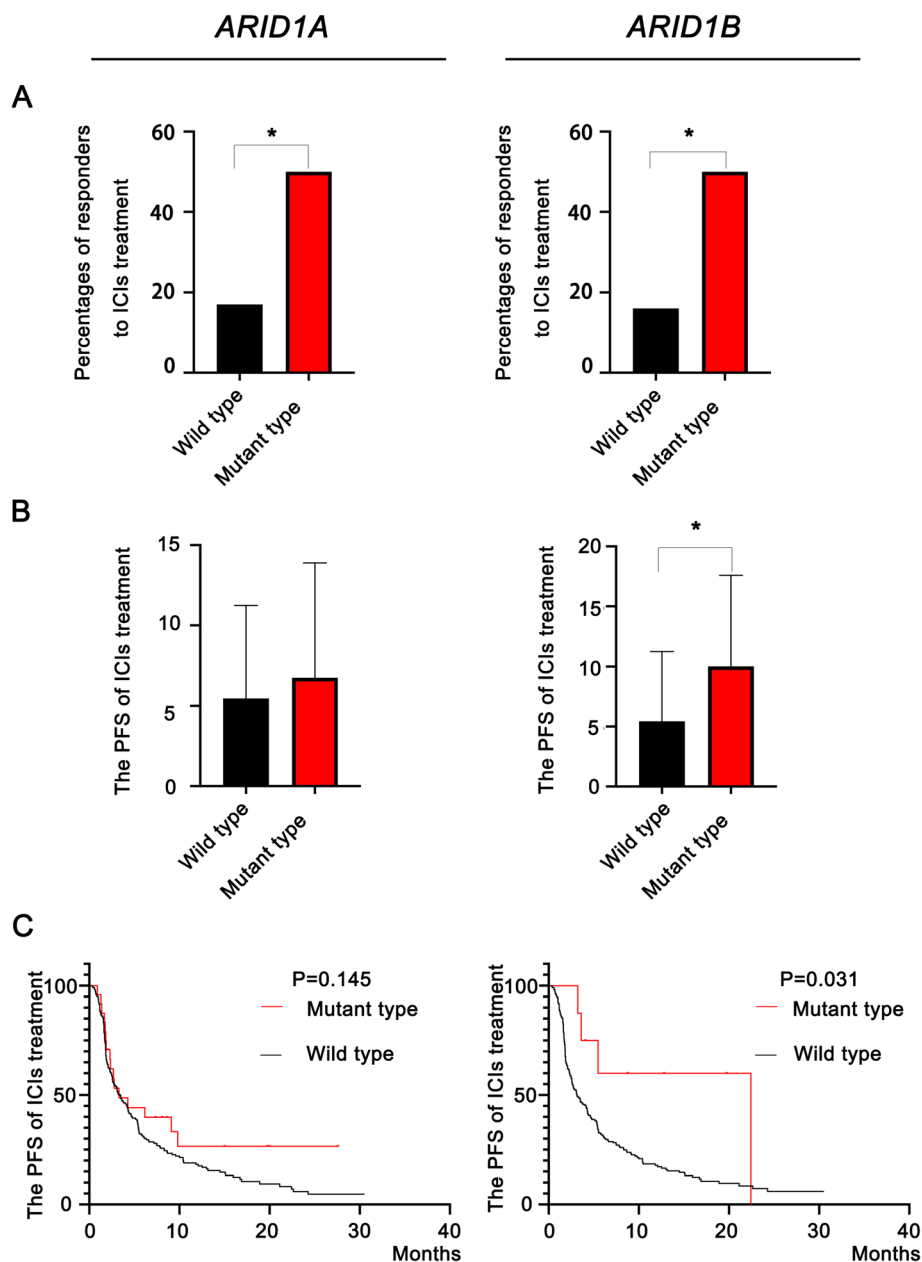 ARID1A
ARID1B
A
Percentages of responders
to ICIs treatment
60
40
20
0
*
Wild type
Mutant type
Percentages of responders
to ICIs treatment
60
40
20
0
*
Wild type
Mutant type
B
The PFS of ICIs treatment
15
10
5
0
Wild type
Mutant type
The PFS of ICIs treatment
20
15
10
5
0
*
Wild type
Mutant type
C
The PFS of ICIs treatment
100
50
0
P=0.145
Mutant type
Wild type
0 10 20 30 40
Months
The PFS of ICIs treatment
100
50
0
P=0.031
Mutant type
Wild type
0 10 20 30 40
Months